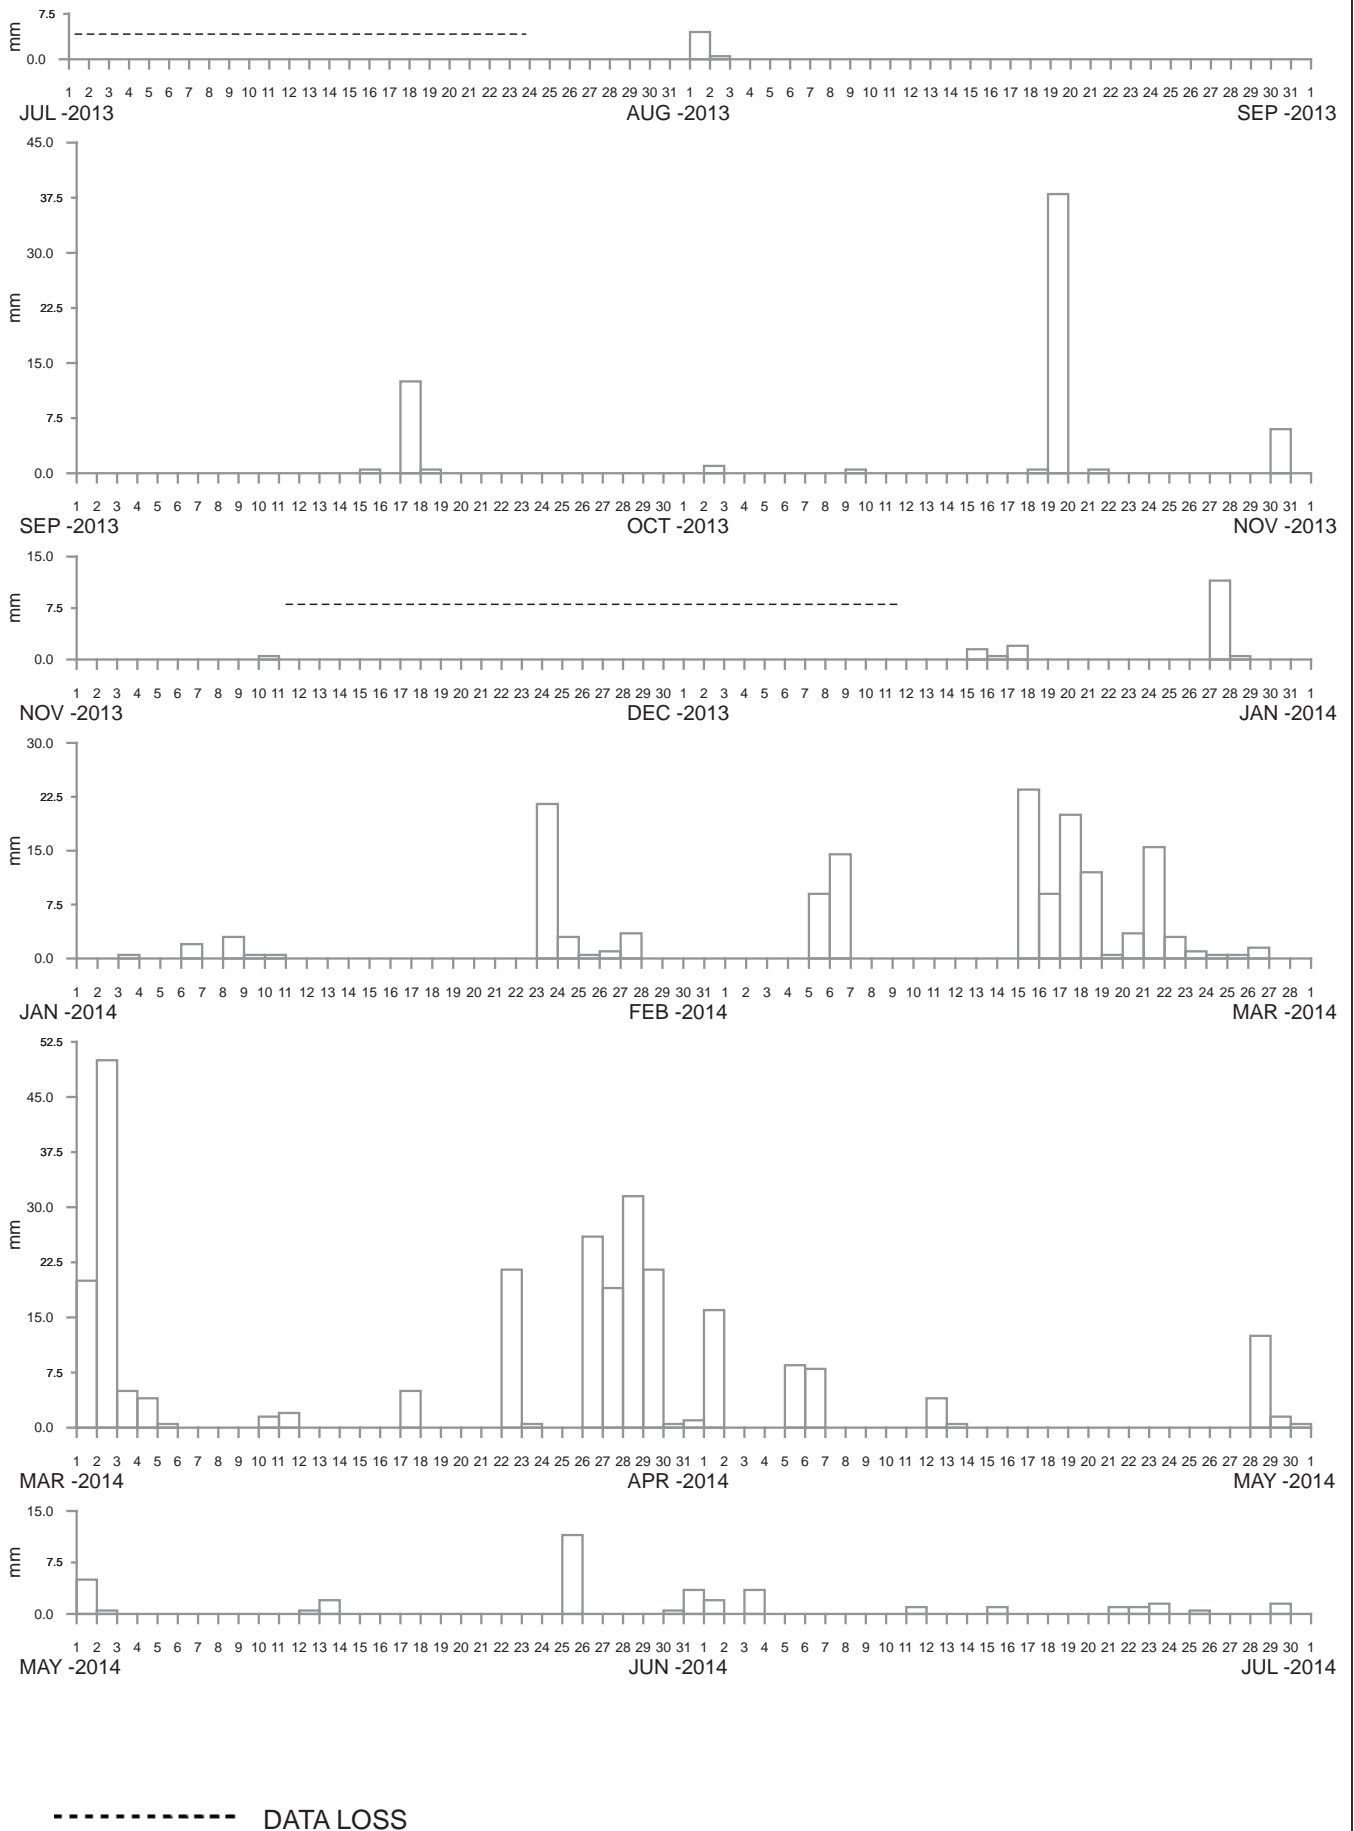 7.5
mm
0.0
1 2 3 4 5 6 7 8 9 10 11 12 13 14 15 16 17 18 19 20 21 22 23 24 25 26 27 28 29 30 31 1 2 3 4 5 6 7 8 9 10 11 12 13 14 15 16 17 18 19 20 21 22 23 24 25 26 27 28 29 30 31 1
JUL -2013 AUG -2013 SEP -2013
45.0
37.5
30.0
mm
22.5
15.0
7.5
0.0
1 2 3 4 5 6 7 8 9 10 11 12 13 14 15 16 17 18 19 20 21 22 23 24 25 26 27 28 29 30 1 2 3 4 5 6 7 8 9 10 11 12 13 14 15 16 17 18 19 20 21 22 23 24 25 26 27 28 29 30 31 1
SEP -2013 OCT -2013 NOV -2013
15.0
mm
7.5
0.0
1 2 3 4 5 6 7 8 9 10 11 12 13 14 15 16 17 18 19 20 21 22 23 24 25 26 27 28 29 30 1 2 3 4 5 6 7 8 9 10 11 12 13 14 15 16 17 18 19 20 21 22 23 24 25 26 27 28 29 30 31 1
NOV -2013 DEC -2013 JAN -2014
30.0
22.5
mm
15.0
7.5
0.0
1 2 3 4 5 6 7 8 9 10 11 12 13 14 15 16 17 18 19 20 21 22 23 24 25 26 27 28 29 30 31 1 2 3 4 5 6 7 8 9 10 11 12 13 14 15 16 17 18 19 20 21 22 23 24 25 26 27 28 1
JAN -2014 FEB -2014 MAR -2014
52.5
45.0
37.5
30.0
mm
22.5
15.0
7.5
0.0
1 2 3 4 5 6 7 8 9 10 11 12 13 14 15 16 17 18 19 20 21 22 23 24 25 26 27 28 29 30 31 1 2 3 4 5 6 7 8 9 10 11 12 13 14 15 16 17 18 19 20 21 22 23 24 25 26 27 28 29 30 1
MAR -2014 APR -2014 MAY -2014
15.0
mm
7.5
0.0
1 2 3 4 5 6 7 8 9 10 11 12 13 14 15 16 17 18 19 20 21 22 23 24 25 26 27 28 29 30 31 1 2 3 4 5 6 7 8 9 10 11 12 13 14 15 16 17 18 19 20 21 22 23 24 25 26 27 28 29 30 1
MAY -2014 JUN -2014 JUL -2014
DATA LOSS